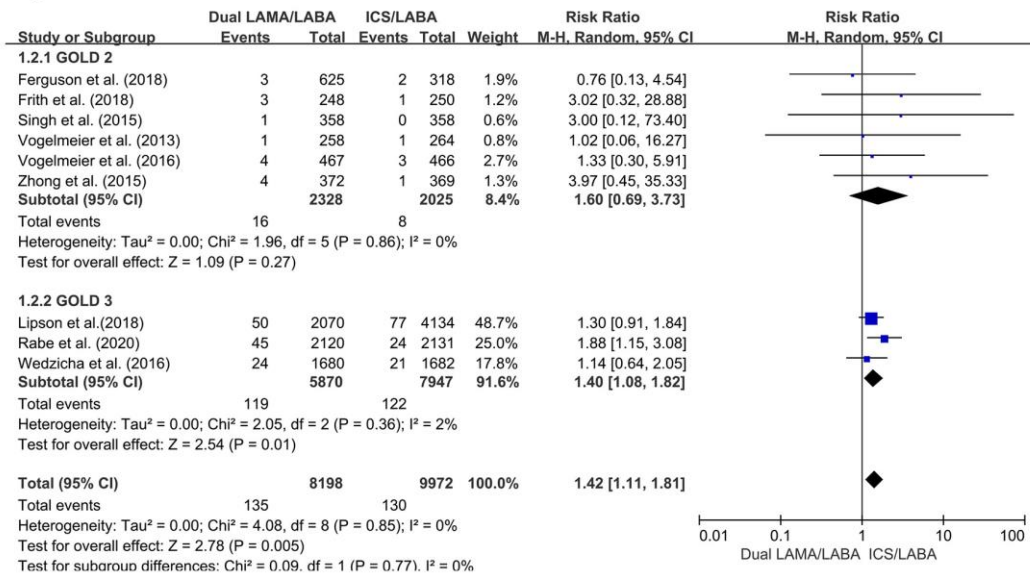 Dual LAMA/LABA ICS/LABA Risk Ratio Risk Ratio
Study or Subgroup Events Total Events Total Weight M-H, Random, 95% CI M-H, Random, 95% CI
1.2.1 GOLD 2
Ferguson et al. (2018) 3 625 2 318 1.9% 0.76 [0.13, 4.54]
Frith et al. (2018) 3 248 1 250 1.2% 3.02 [0.32, 28.88]
Singh et al. (2015) 1 358 0 358 0.6% 3.00 [0.12, 73.40]
Vogelmeier et al. (2013) 1 258 1 264 0.8% 1.02 [0.06, 16.27]
Vogelmeier et al. (2016) 4 467 3 466 2.7% 1.33 [0.30, 5.91]
Zhong et al. (2015) 4 372 1 369 1.3% 3.97 [0.45, 35.33]
Subtotal (95% CI) 2328 2025 8.4% 1.60 [0.69, 3.73]
Total events 16 8
Heterogeneity: Tau² = 0.00; Chi² = 1.96, df = 5 (P = 0.86); I² = 0%
Test for overall effect: Z = 1.09 (P = 0.27)
1.2.2 GOLD 3
Lipson et al.(2018) 50 2070 77 4134 48.7% 1.30 [0.91, 1.84]
Rabe et al. (2020) 45 2120 24 2131 25.0% 1.88 [1.15, 3.08]
Wedzicha et al. (2016) 24 1680 21 1682 17.8% 1.14 [0.64, 2.05]
Subtotal (95% CI) 5870 7947 91.6% 1.40 [1.08, 1.82]
Total events 119 122
Heterogeneity: Tau² = 0.00; Chi² = 2.05, df = 2 (P = 0.36); I² = 2%
Test for overall effect: Z = 2.54 (P = 0.01)
Total (95% CI) 8198 9972 100.0% 1.42 [1.11, 1.81]
Total events 135 130
Heterogeneity: Tau² = 0.00; Chi² = 4.08, df = 8 (P = 0.85); I² = 0%
Test for overall effect: Z = 2.78 (P = 0.005)
Test for subgroup differences: Chi² = 0.09, df = 1 (P = 0.77), I² = 0%
0.01 0.1 1 10 100
Dual LAMA/LABA ICS/LABA